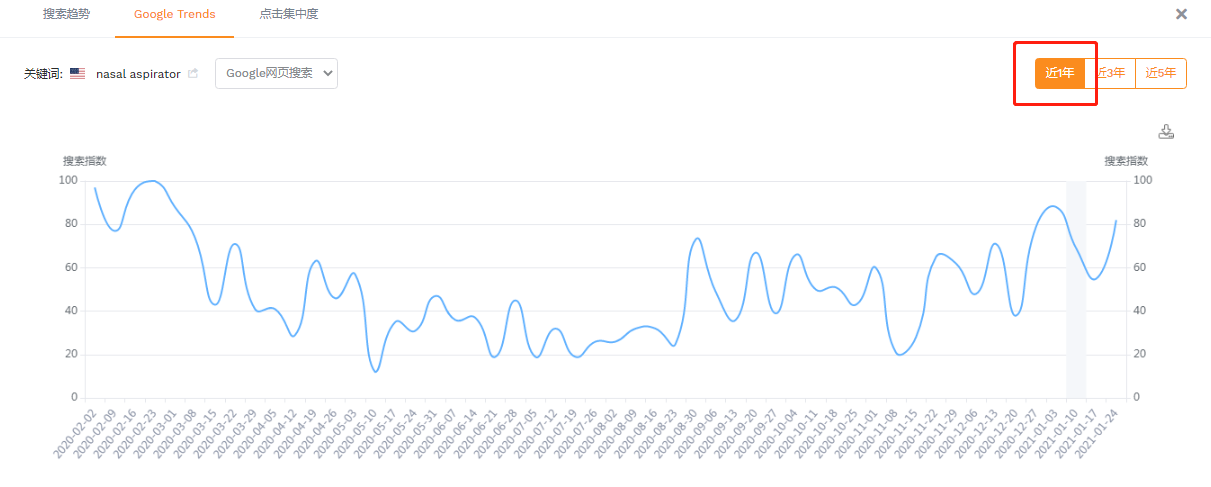 搜索趋势 Google Trends 点击集中度
关键词: nasal aspirator Google网页搜索 近1年 近3年 近5年
搜索指数 搜索指数
100 100
80 80
60 60
40 40
20 20
0 0
2020-02-02 2020-02-09 2020-02-16 2020-02-23 2020-03-01 2020-03-08 2020-03-15 2020-03-22 2020-03-29 2020-04-05 2020-04-12 2020-04-19 2020-04-26 2020-05-03 2020-05-10 2020-05-17 2020-05-24 2020-05-31 2020-06-07 2020-06-14 2020-06-21 2020-06-28 2020-07-05 2020-07-12 2020-07-19 2020-07-26 2020-08-02 2020-08-09 2020-08-16 2020-08-23 2020-08-30 2020-09-06 2020-09-13 2020-09-20 2020-09-27 2020-10-04 2020-10-11 2020-10-18 2020-10-25 2020-11-01 2020-11-08 2020-11-15 2020-11-22 2020-11-29 2020-12-06 2020-12-13 2020-12-20 2020-12-27 2021-01-03 2021-01-10 2021-01-17 2021-01-24